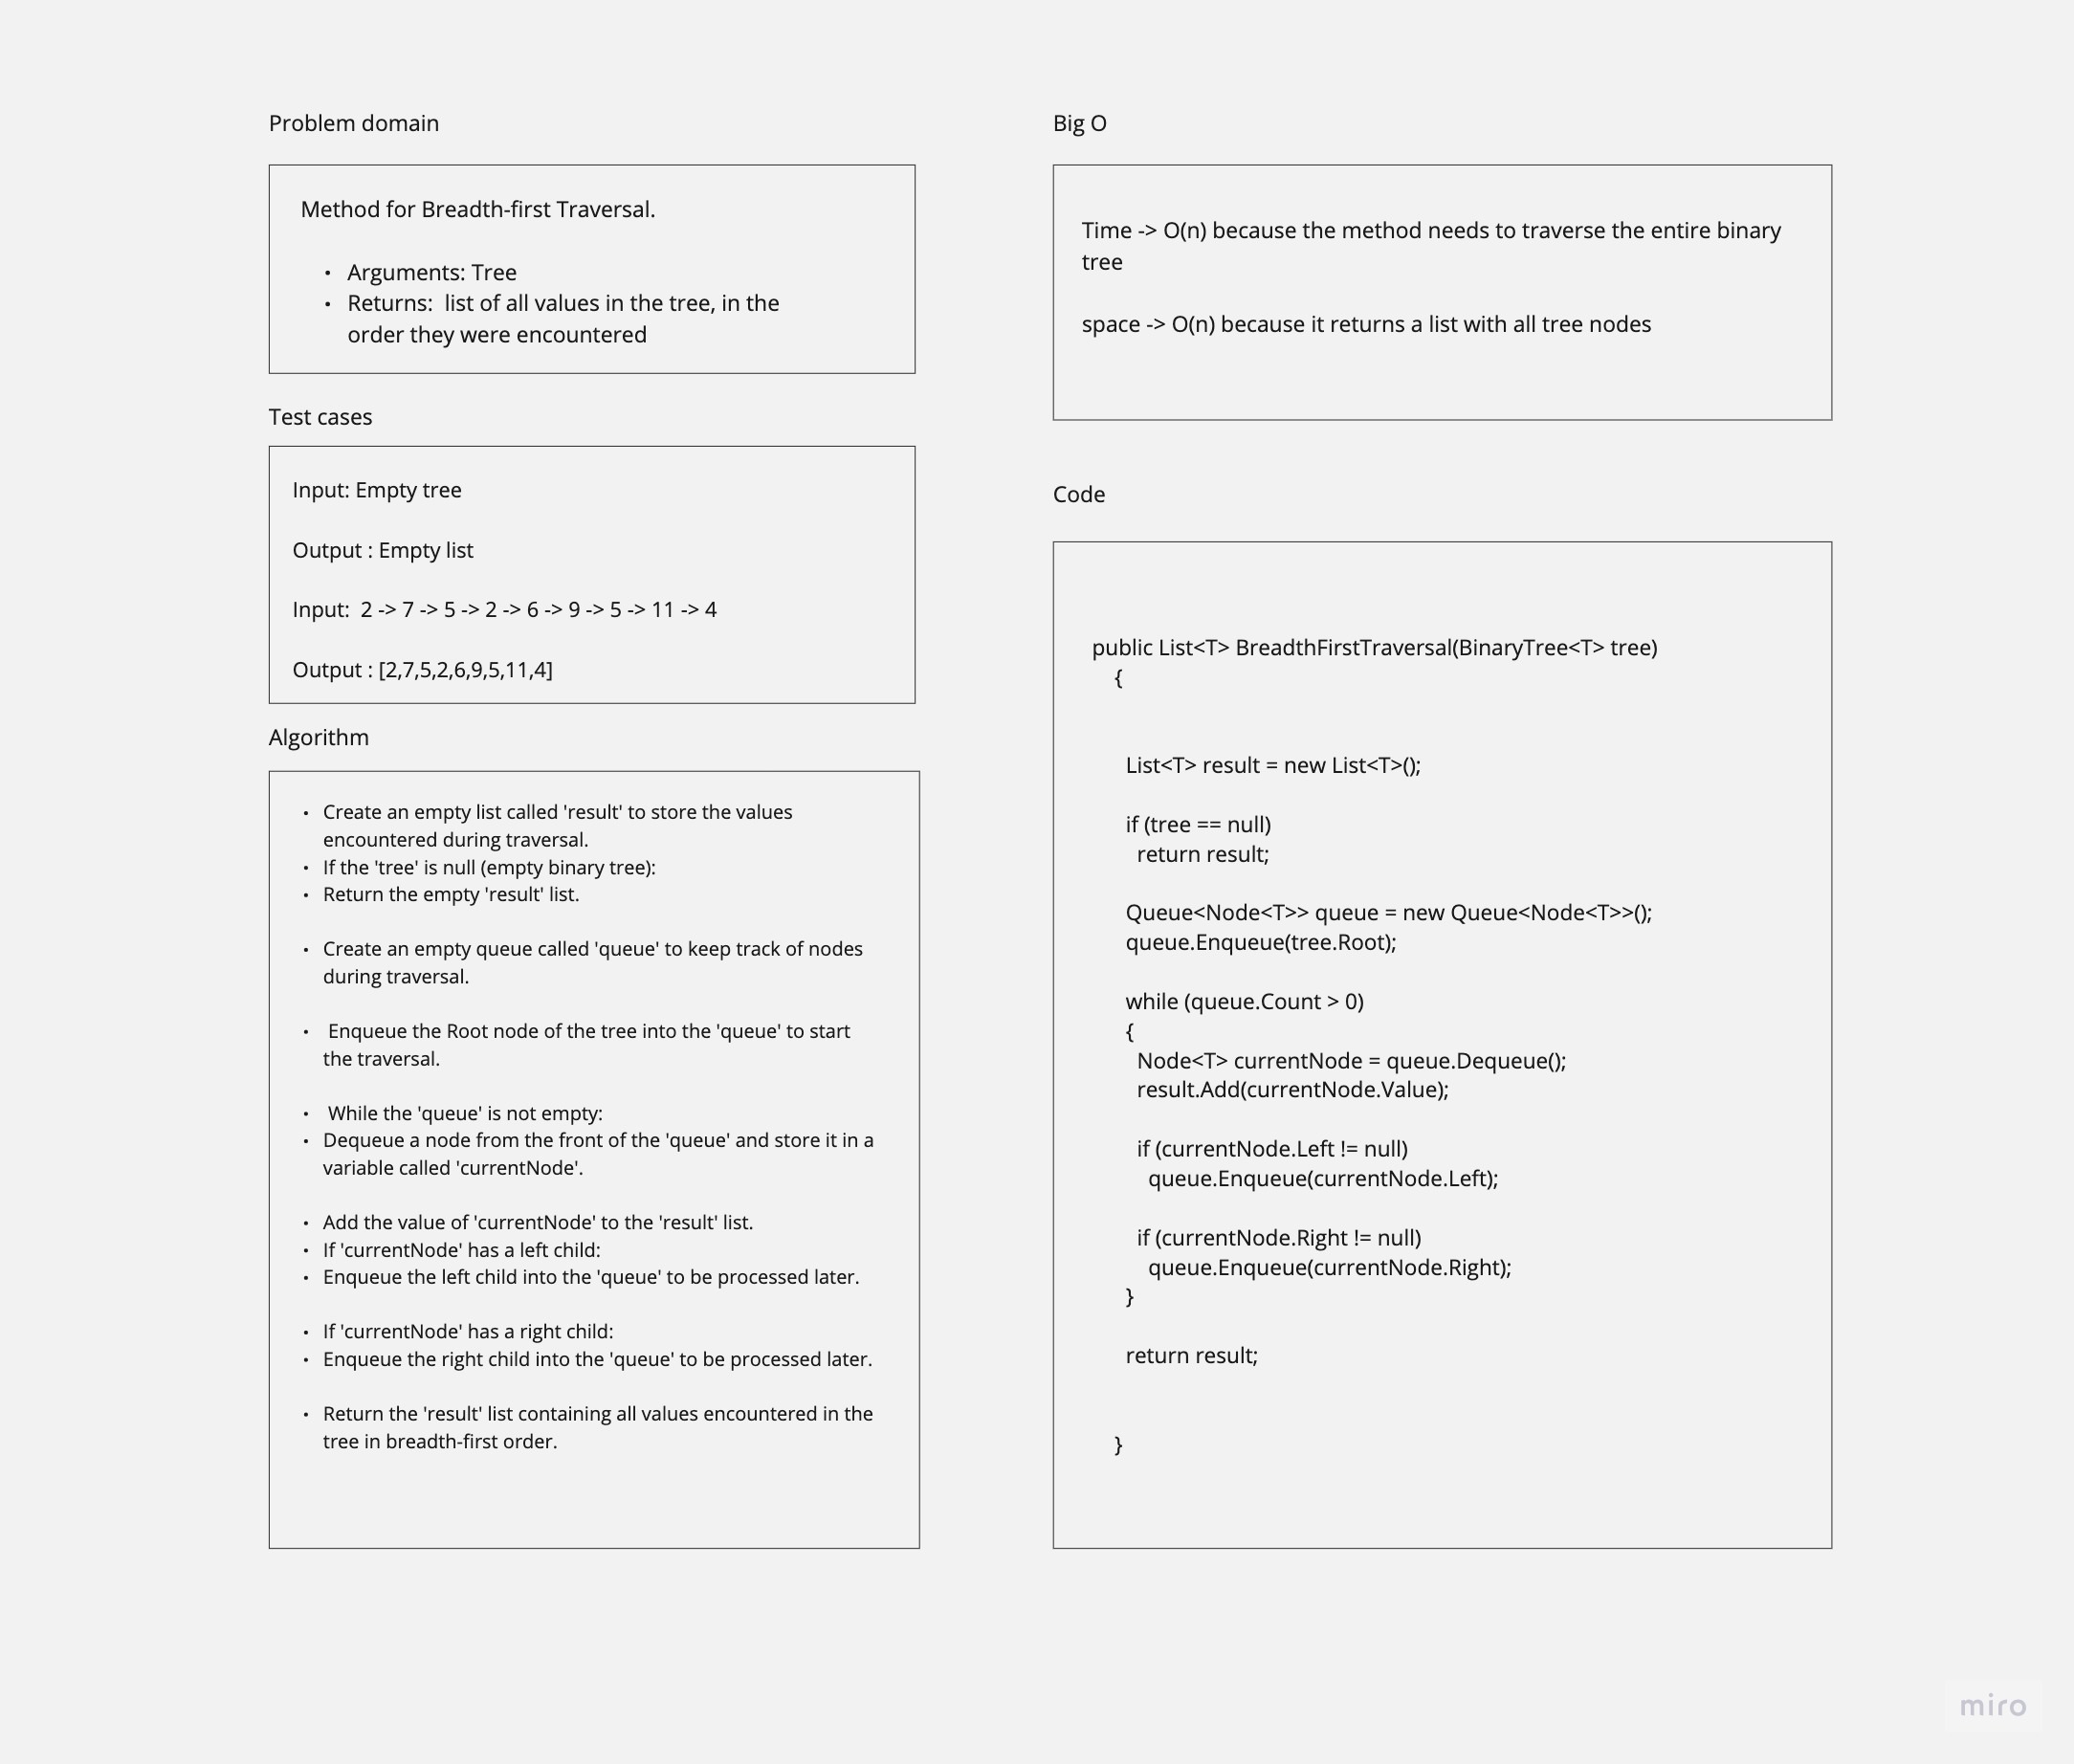 Problem domain
Method for Breadth-first Traversal.
• Arguments: Tree
• Returns:  list of all values in the tree, in the
order they were encountered
Test cases
Input: Empty tree
Output : Empty list
Input:  2 -> 7 -> 5 -> 2 -> 6 -> 9 -> 5 -> 11 -> 4
Output : [2,7,5,2,6,9,5,11,4]
Algorithm
• Create an empty list called 'result' to store the values
encountered during traversal.
• If the 'tree' is null (empty binary tree):
• Return the empty 'result' list.
• Create an empty queue called 'queue' to keep track of nodes
during traversal.
• Enqueue the Root node of the tree into the 'queue' to start
the traversal.
• While the 'queue' is not empty:
• Dequeue a node from the front of the 'queue' and store it in a
variable called 'currentNode'.
• Add the value of 'currentNode' to the 'result' list.
• If 'currentNode' has a left child:
• Enqueue the left child into the 'queue' to be processed later.
• If 'currentNode' has a right child:
• Enqueue the right child into the 'queue' to be processed later.
• Return the 'result' list containing all values encountered in the
tree in breadth-first order.
Big O
Time -> O(n) because the method needs to traverse the entire binary
tree
space -> O(n) because it returns a list with all tree nodes
Code
public List<T> BreadthFirstTraversal(BinaryTree<T> tree)
{
List<T> result = new List<T>();
if (tree == null)
return result;
Queue<Node<T>> queue = new Queue<Node<T>>();
queue.Enqueue(tree.Root);
while (queue.Count > 0)
{
Node<T> currentNode = queue.Dequeue();
result.Add(currentNode.Value);
if (currentNode.Left != null)
queue.Enqueue(currentNode.Left);
if (currentNode.Right != null)
queue.Enqueue(currentNode.Right);
}
return result;
}
miro